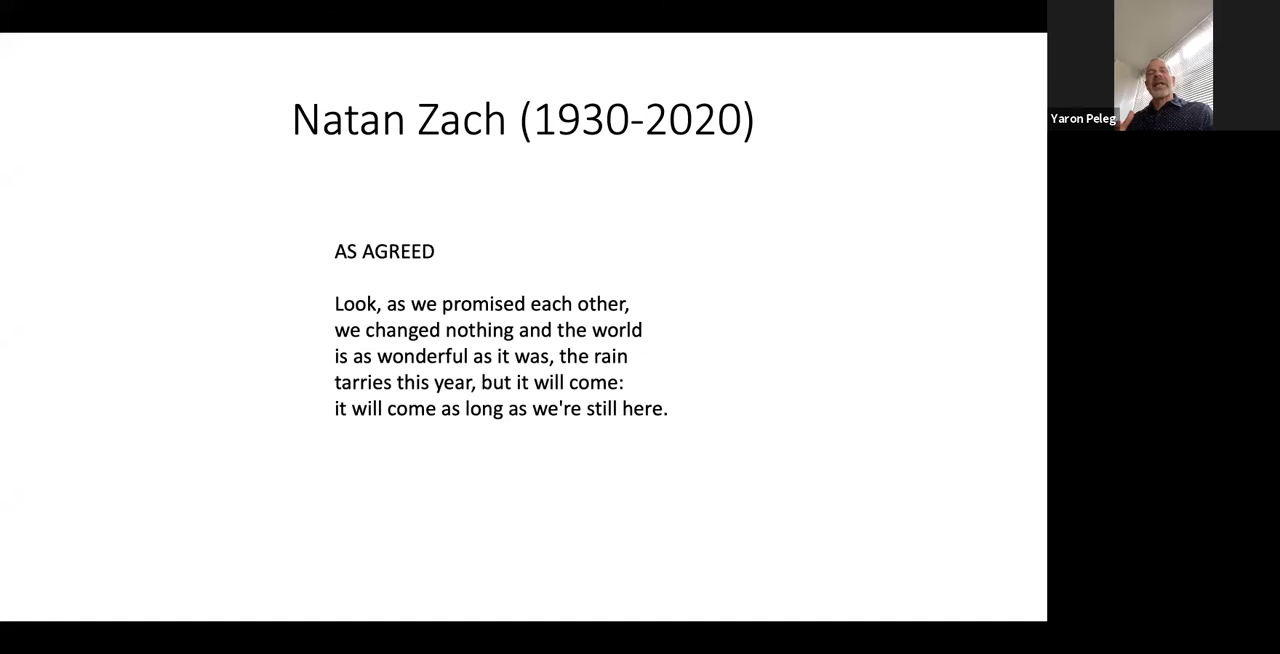 Natan Zach (1930-2020)
AS AGREED
Look, as we promised each other,
we changed nothing and the world
is as wonderful as it was, the rain
tarries this year, but it will come:
it will come as long as we're still here.
Yaron Peleg